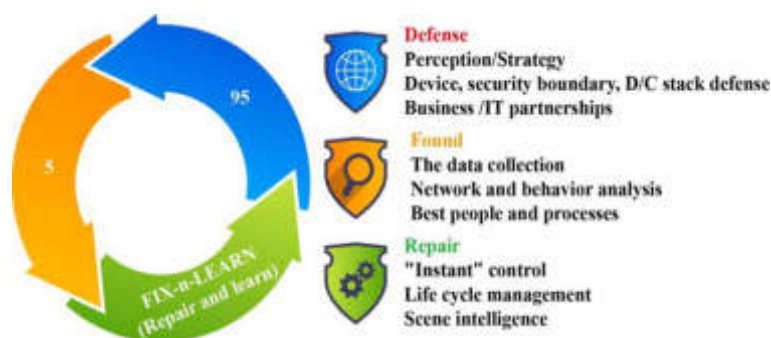 95
5
FIX-n-LEARN
(Repair and learn)
Defense
Perception/Strategy
Device, security boundary, D/C stack defense
Business /IT partnerships
Found
The data collection
Network and behavior analysis
Best people and processes
Repair
"Instant" control
Life cycle management
Scene intelligence